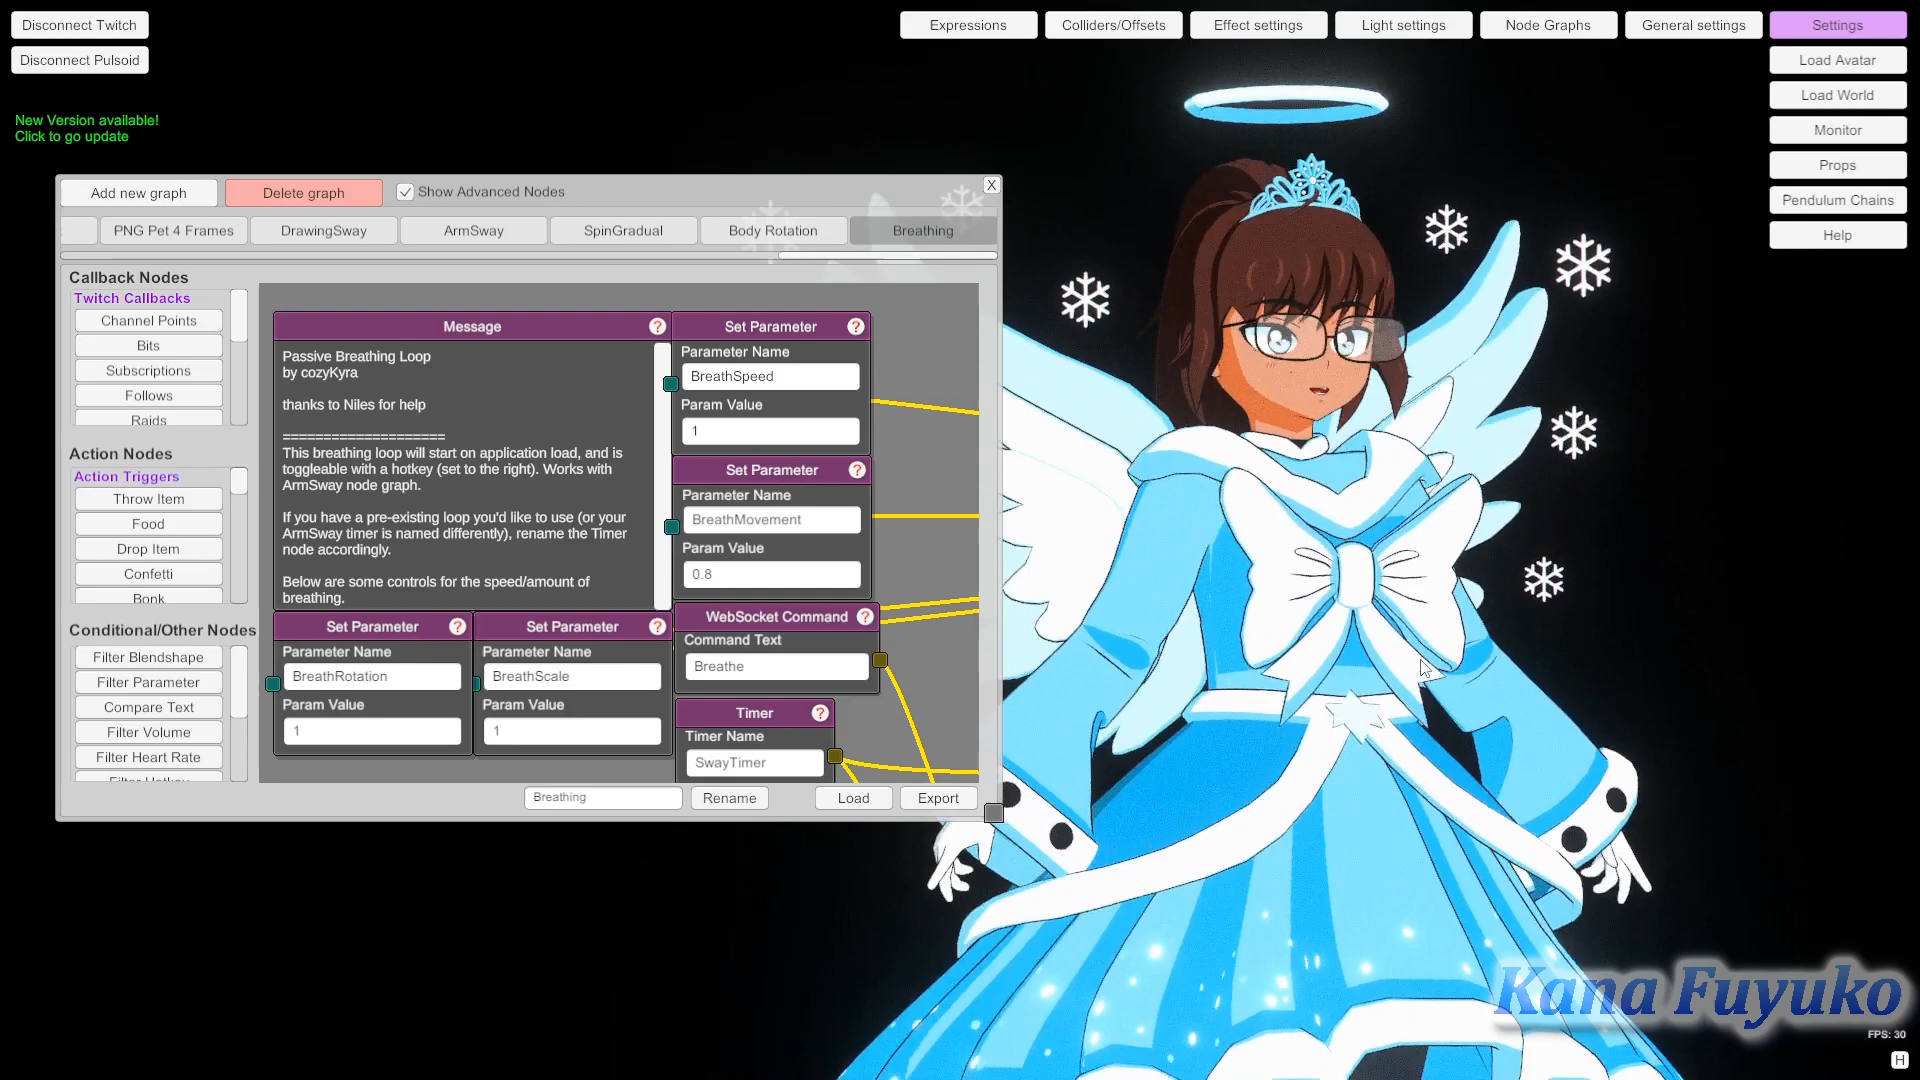 Disconnect Twitch
Disconnect Pulsoid
New Version available!
Click to go update
Expressions
Colliders/Offsets
Effect settings
Light settings
Node Graphs
General settings
Settings
Load Avatar
Load World
Monitor
Props
Pendulum Chains
Help
Add new graph
Delete graph
Show Advanced Nodes
X
PNG Pet 4 Frames
DrawingSway
ArmSway
SpinGradual
Body Rotation
Breathing
Callback Nodes
Twitch Callbacks
Channel Points
Bits
Subscriptions
Follows
Raids
Action Nodes
Action Triggers
Throw Item
Food
Drop Item
Confetti
Bonk
Conditional/Other Nodes
Filter Blendshape
Filter Parameter
Compare Text
Filter Volume
Filter Heart Rate
Filter Hotkey
Message ?
Passive Breathing Loop
by cozyKyra
thanks to Niles for help
====================
This breathing loop will start on application load, and is
toggleable with a hotkey (set to the right). Works with
ArmSway node graph.
If you have a pre-existing loop you'd like to use (or your
ArmSway timer is named differently), rename the Timer
node accordingly.
Below are some controls for the speed/amount of
breathing.
Set Parameter ?
Parameter Name
BreathSpeed
Param Value
1
Set Parameter ?
Parameter Name
BreathMovement
Param Value
0.8
Set Parameter ?
Parameter Name
BreathRotation
Param Value
1
Set Parameter ?
Parameter Name
BreathScale
Param Value
1
WebSocket Command ?
Command Text
Breathe
Timer ?
Timer Name
SwayTimer
Breathing
Rename
Load
Export
Kana Fuyuko
FPS: 30
H